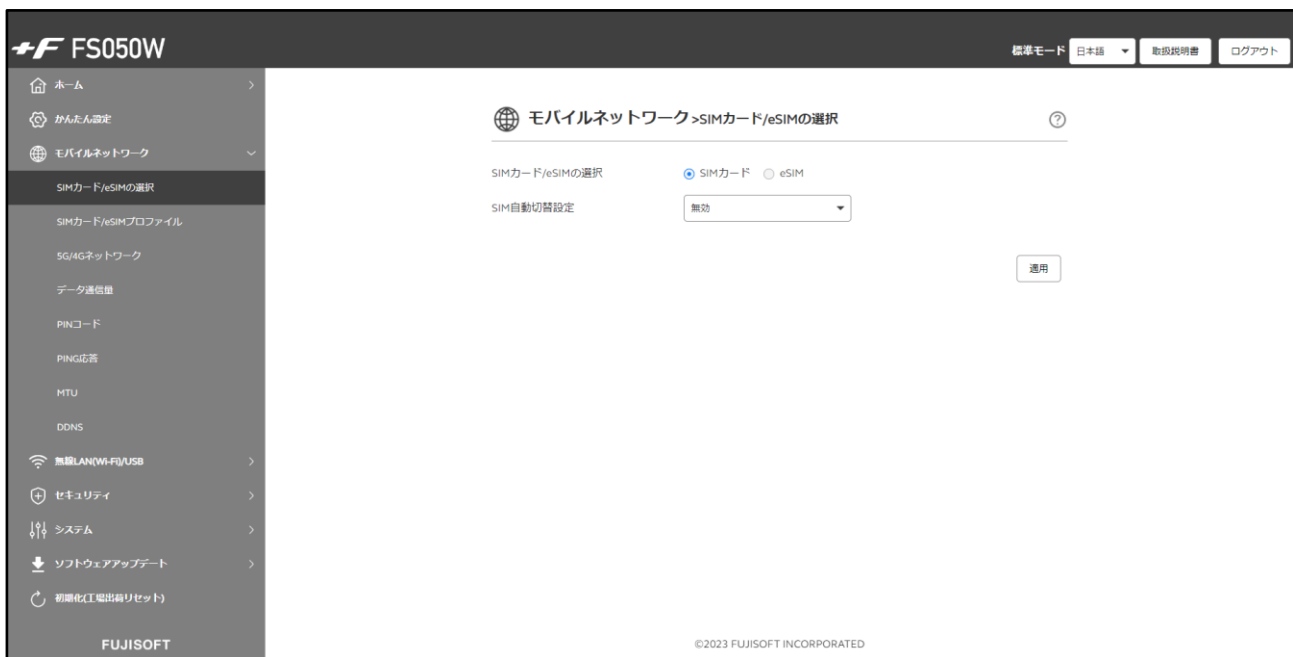 +F FS050W
標準モード 日本語 取扱説明書 ログアウト
ホーム
かんたん設定
モバイルネットワーク
SIMカード/eSIMの選択
SIMカード/eSIMプロファイル
5G/4Gネットワーク
データ通信量
PINコード
PING応答
MTU
DDNS
無線LAN(Wi-Fi)/USB
セキュリティ
システム
ソフトウェアアップデート
初期化(工場出荷リセット)
FUJISOFT
モバイルネットワーク>SIMカード/eSIMの選択
SIMカード/eSIMの選択 SIMカード eSIM
SIM自動切替設定 無効
適用
©2023 FUJISOFT INCORPORATED